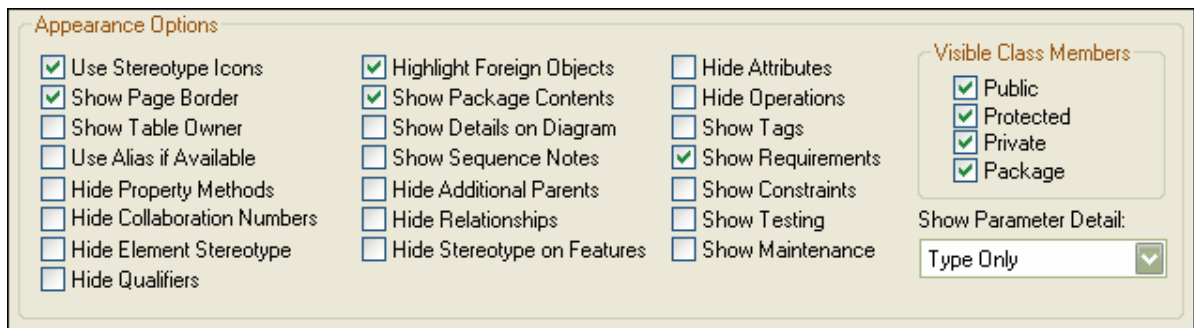 Appearance Options
Use Stereotype Icons
Show Page Border
Show Table Owner
Use Alias if Available
Hide Property Methods
Hide Collaboration Numbers
Hide Element Stereotype
Hide Qualifiers
Highlight Foreign Objects
Show Package Contents
Show Details on Diagram
Show Sequence Notes
Hide Additional Parents
Hide Relationships
Hide Stereotype on Features
Hide Attributes
Hide Operations
Show Tags
Show Requirements
Show Constraints
Show Testing
Show Maintenance
Visible Class Members
Public
Protected
Private
Package
Show Parameter Detail:
Type Only